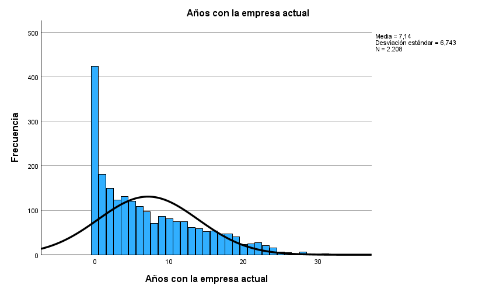 Años con la empresa actual
Media = 7,14
Desviación estándar = 6,743
N = 2.208
Frecuencia
500
400
300
200
100
0
0 10 20 30
Años con la empresa actual